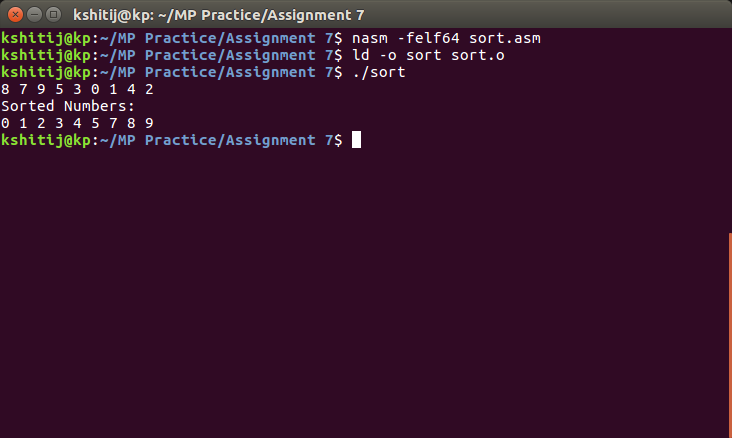 kshitij@kp: ~/MP Practice/Assignment 7
kshitij@kp:~/MP Practice/Assignment 7$ nasm -felf64 sort.asm
kshitij@kp:~/MP Practice/Assignment 7$ ld -o sort sort.o
kshitij@kp:~/MP Practice/Assignment 7$ ./sort
8 7 9 5 3 0 1 4 2
Sorted Numbers:
0 1 2 3 4 5 7 8 9
kshitij@kp:~/MP Practice/Assignment 7$